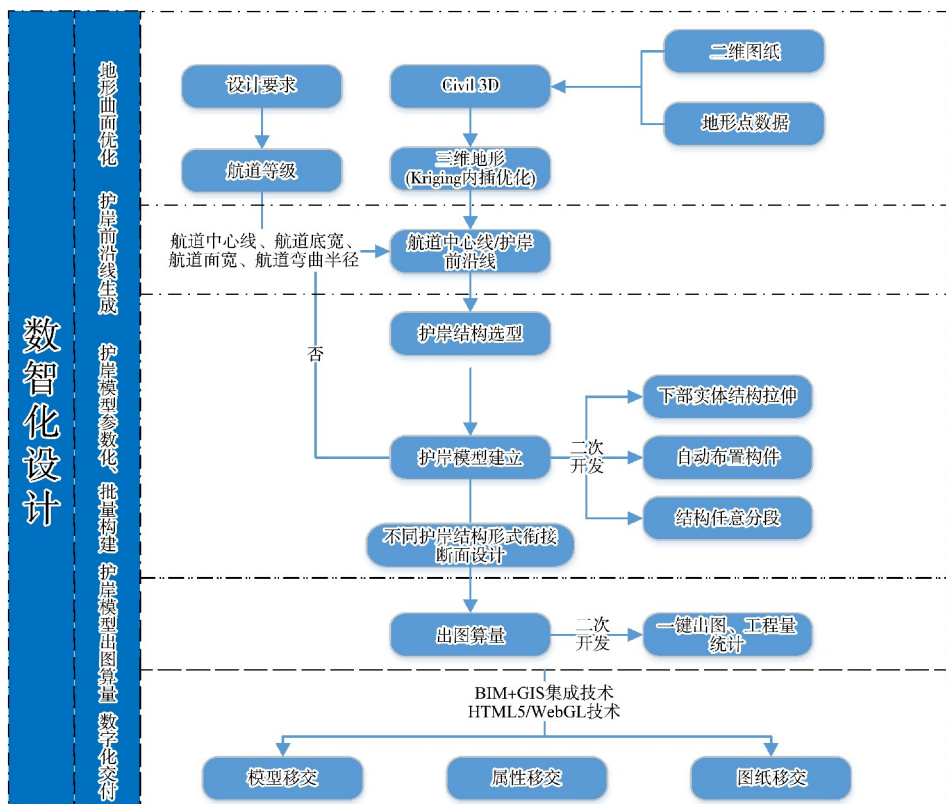 数智化设计
地形曲面优化
护岸前沿线生成
护岸模型参数化、批量构建
护岸模型出图算量
数字化交付
设计要求
Civil 3D
二维图纸
地形点数据
航道等级
三维地形
(Kriging内插优化)
航道中心线、航道底宽、
航道面宽、航道弯曲半径
航道中心线/护岸
前沿线
护岸结构选型
否
护岸模型建立
二次
开发
下部实体结构拉伸
自动布置构件
结构任意分段
不同护岸结构形式衔接
断面设计
出图算量
二次
开发
一键出图、工程量
统计
BIM+GIS集成技术
HTML5/WebGL技术
模型移交
属性移交
图纸移交